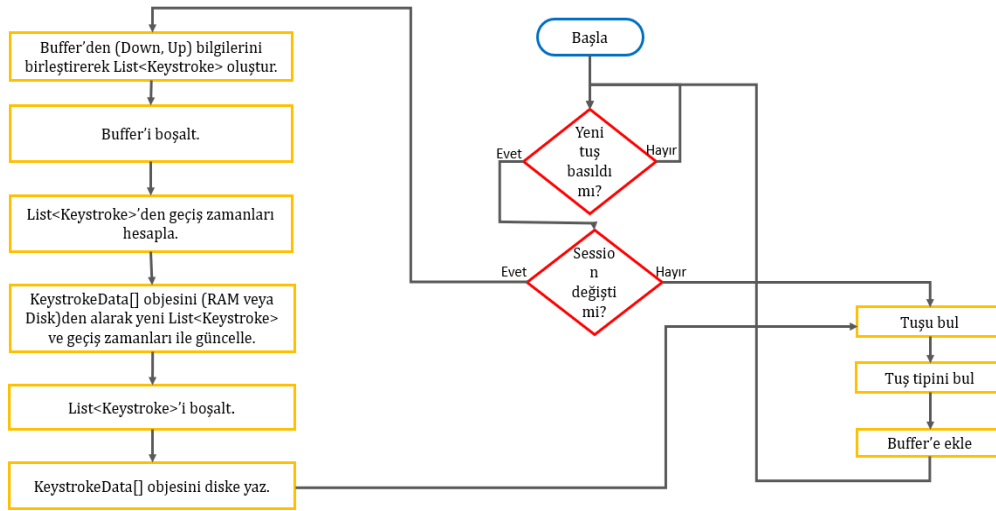 Başla
Yeni
tuş
basıldı
mı?
Evet
Hayır
Sessio
n
değişti
mi?
Evet
Hayır
Buffer’den (Down, Up) bilgilerini
birleştirerek List<Keystroke> oluştur.
Buffer’i boşalt.
List<Keystroke>’den geçiş zamanları
hesapla.
KeystrokeData[] objesini (RAM veya
Disk)den alarak yeni List<Keystroke>
ve geçiş zamanları ile güncelle.
List<Keystroke>’i boşalt.
KeystrokeData[] objesini diske yaz.
Tuşu bul
Tuş tipini bul
Buffer’e ekle